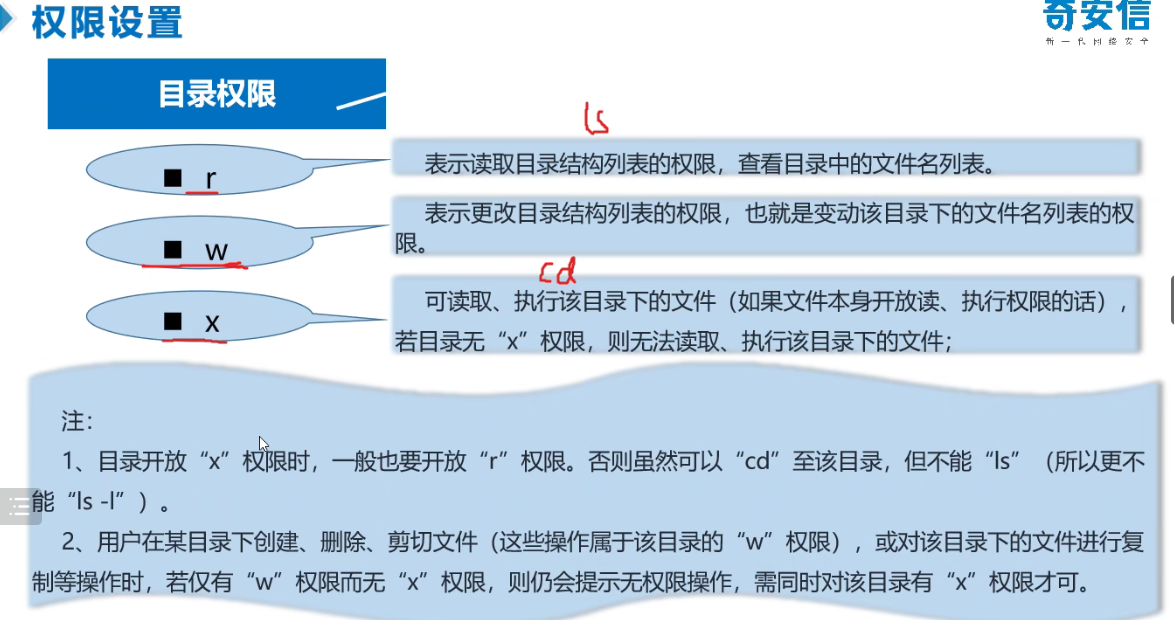 权限设置
奇安信
新一代网络安全
目录权限
ls
■ r
表示读取目录结构列表的权限，查看目录中的文件名列表。
■ w
表示更改目录结构列表的权限，也就是变动该目录下的文件名列表的权
限。
cd
■ x
可读取、执行该目录下的文件（如果文件本身开放读、执行权限的话），
若目录无“x”权限，则无法读取、执行该目录下的文件；
注：
1、目录开放“x”权限时，一般也要开放“r”权限。否则虽然可以“cd”至该目录，但不能“ls”（所以更不
能“ls -l”）。
2、用户在某目录下创建、删除、剪切文件（这些操作属于该目录的“w”权限），或对该目录下的文件进行复
制等操作时，若仅有“w”权限而无“x”权限，则仍会提示无权限操作，需同时对该目录有“x”权限才可。